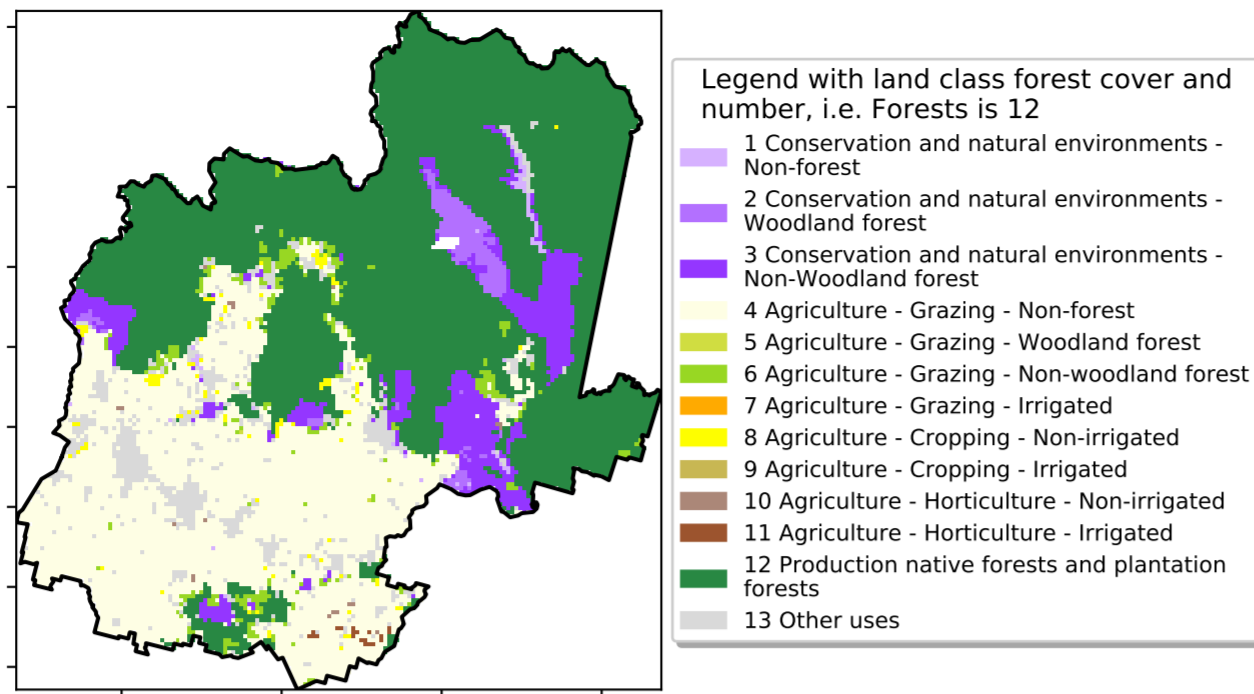 Legend with land class forest cover and
number, i.e. Forests is 12
1 Conservation and natural environments -
Non-forest
2 Conservation and natural environments -
Woodland forest
3 Conservation and natural environments -
Non-Woodland forest
4 Agriculture - Grazing - Non-forest
5 Agriculture - Grazing - Woodland forest
6 Agriculture - Grazing - Non-woodland forest
7 Agriculture - Grazing - Irrigated
8 Agriculture - Cropping - Non-irrigated
9 Agriculture - Cropping - Irrigated
10 Agriculture - Horticulture - Non-irrigated
11 Agriculture - Horticulture - Irrigated
12 Production native forests and plantation
forests
13 Other uses